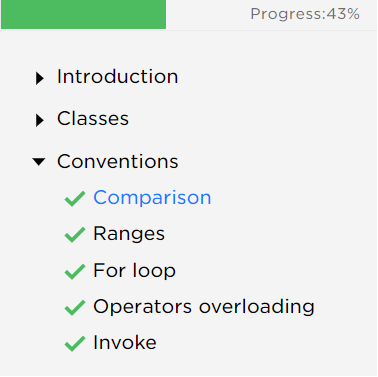 Progress:43%
Introduction
Classes
Conventions
Comparison
Ranges
For loop
Operators overloading
Invoke